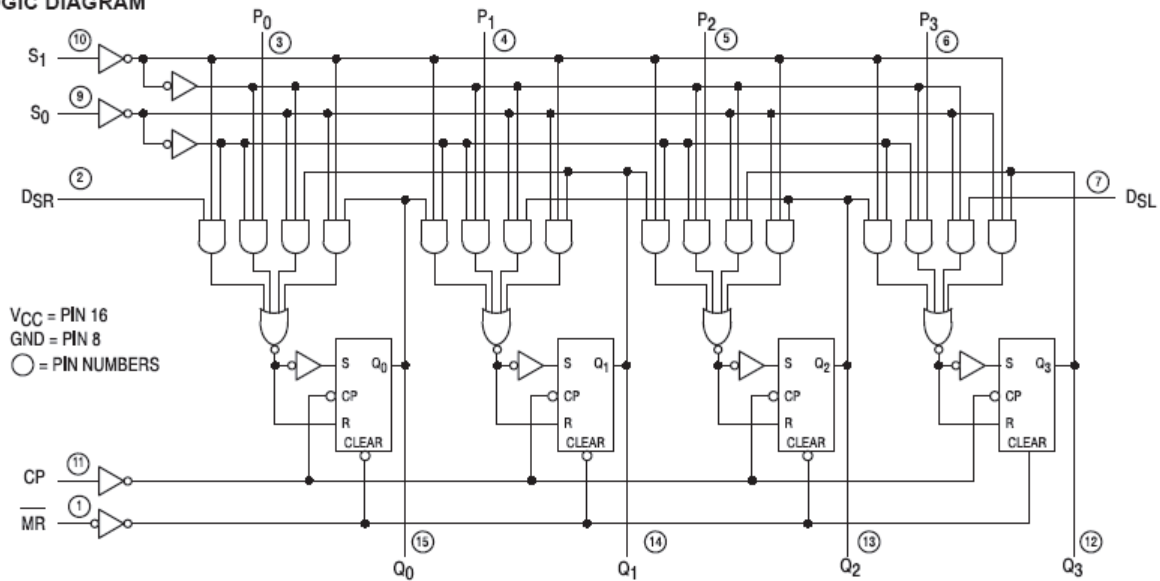 OGIC DIAGRAM
P0 P1 P2 P3
3 4 5 6
10
S1
9
S0
2
DSR
7
DSL
VCC = PIN 16
GND = PIN 8
= PIN NUMBERS
S Q0 S Q1 S Q2 S Q3
CP CP CP CP
R R R R
CLEAR CLEAR CLEAR CLEAR
11
CP
1
MR
15 14 13 12
Q0 Q1 Q2 Q3